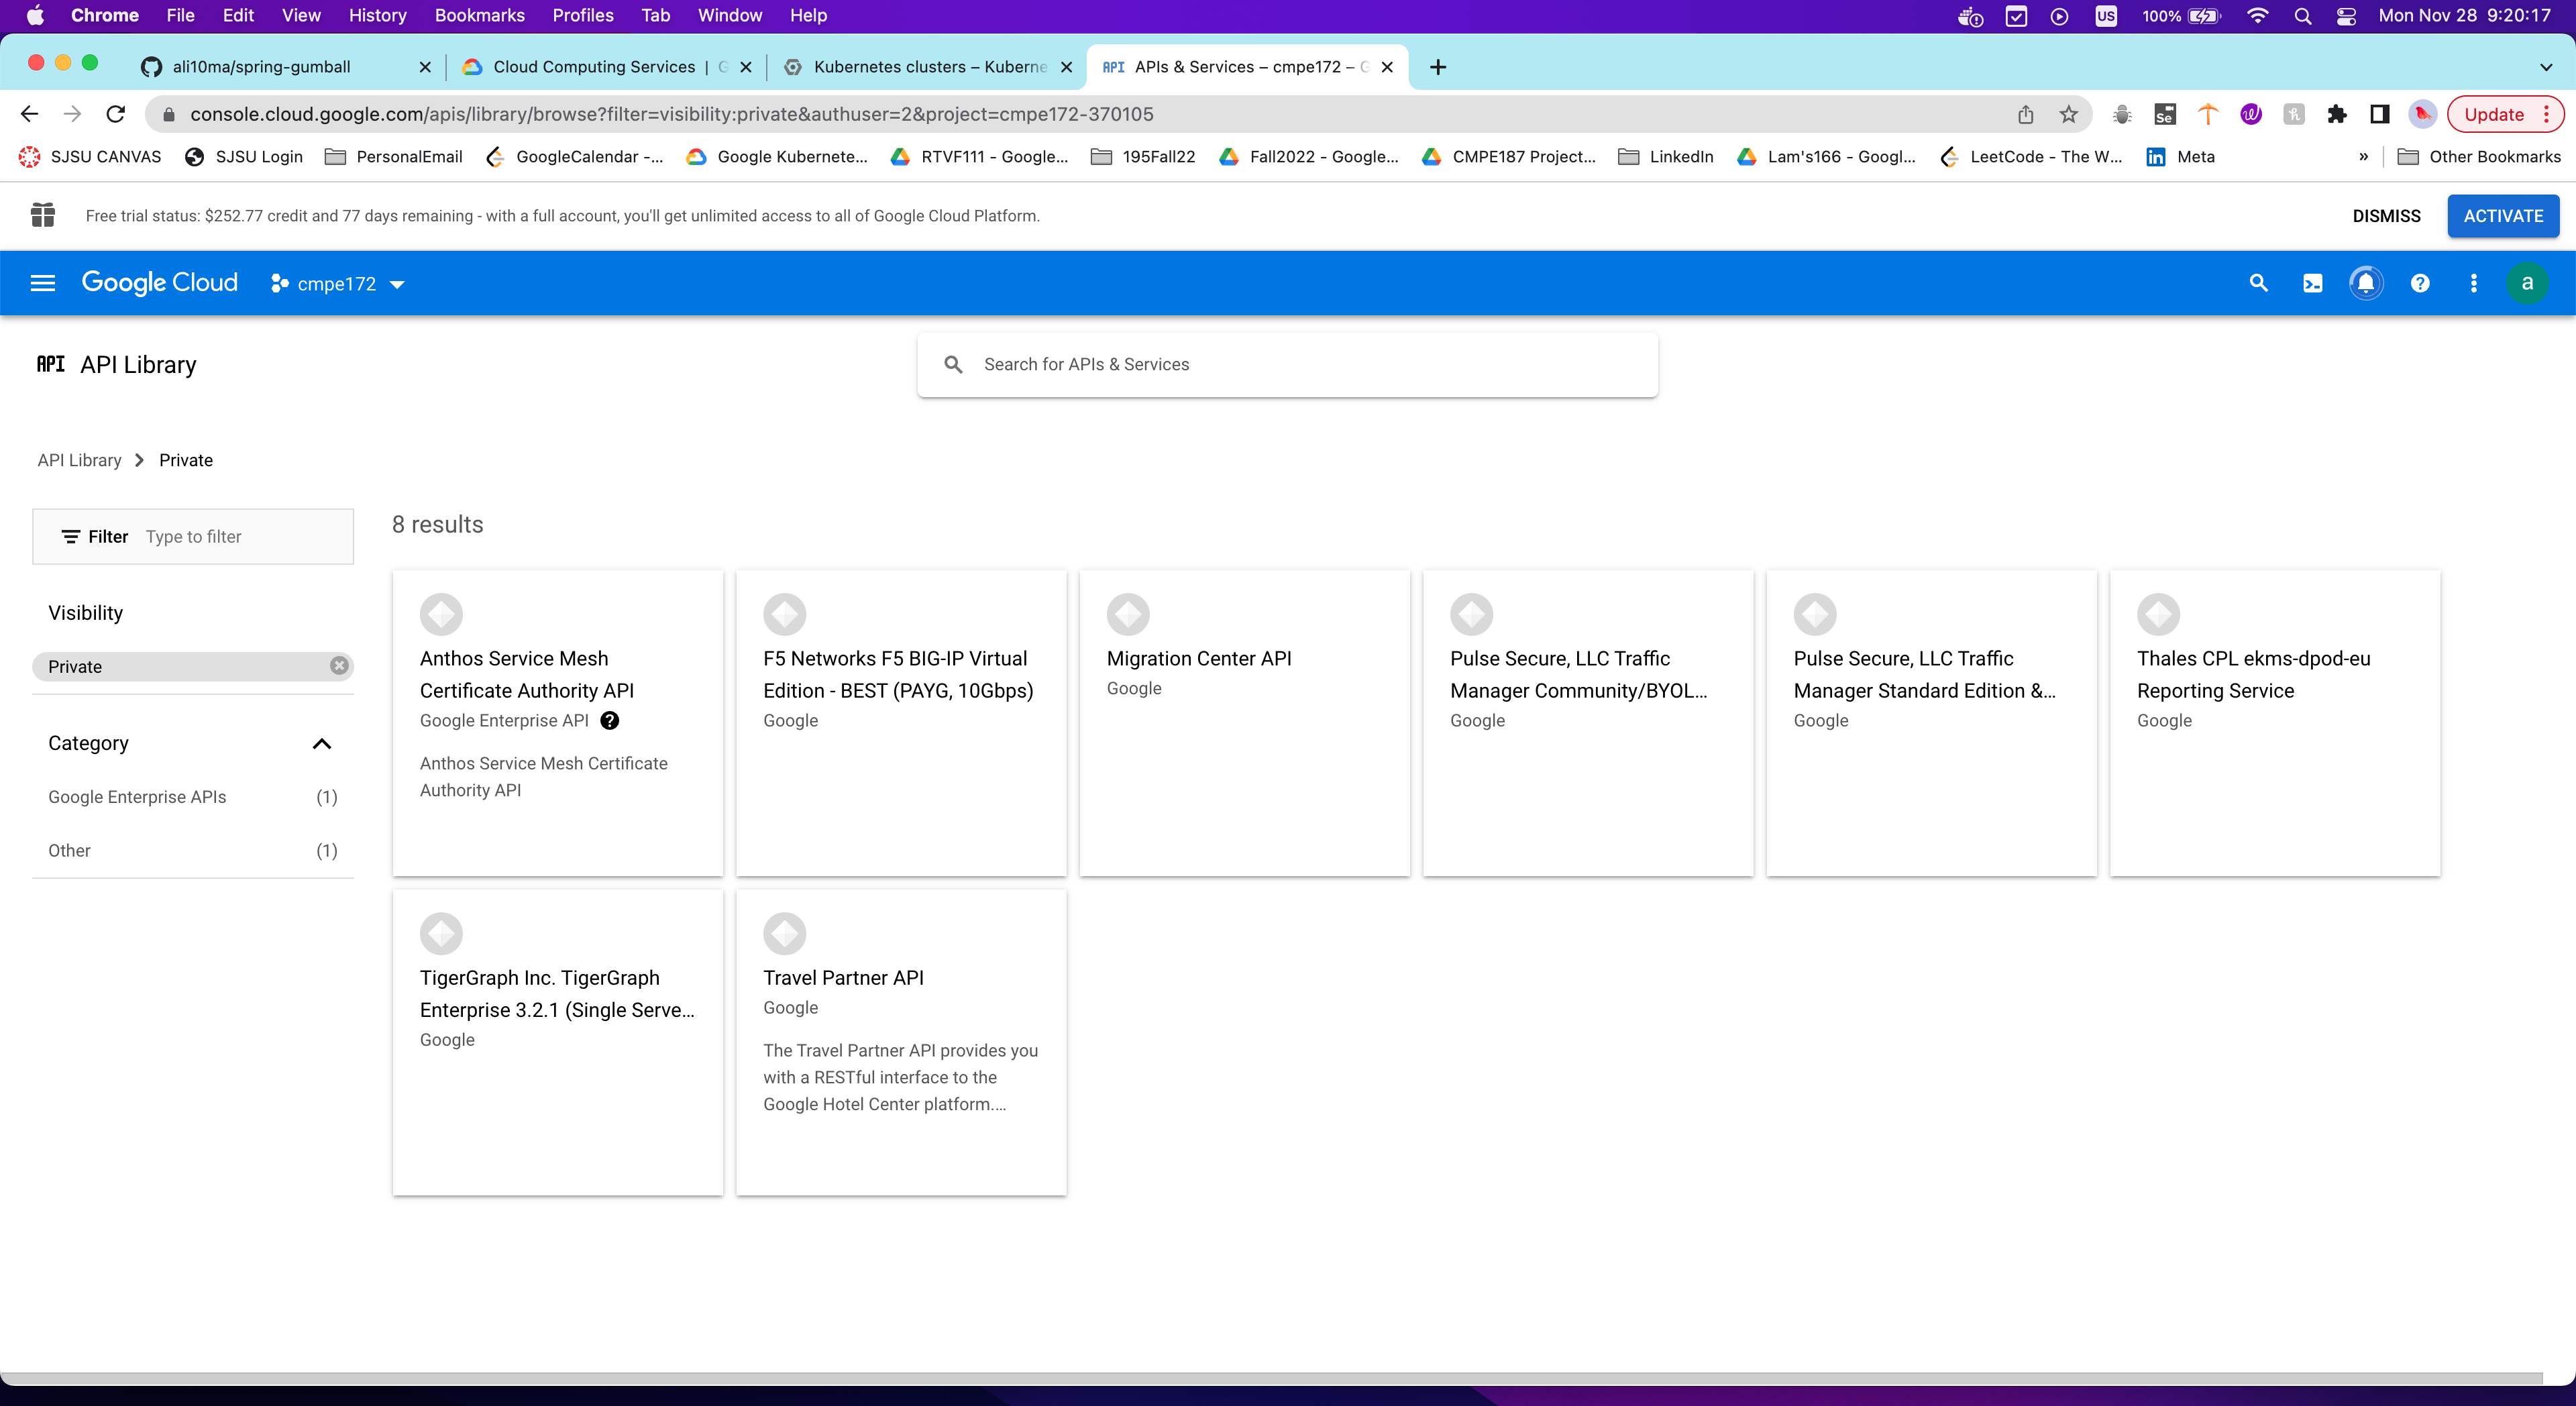 Chrome File Edit View History Bookmarks Profiles Tab Window Help US 100% Mon Nov 28 9:20:17
ali10ma/spring-gumball Cloud Computing Services | G Kubernetes clusters – Kuberne API APIs & Services – cmpe172 – G
console.cloud.google.com/apis/library/browse?filter=visibility:private&authuser=2&project=cmpe172-370105 Se Update
SJSU CANVAS SJSU Login PersonalEmail GoogleCalendar -... Google Kubernete... RTVF111 - Google... 195Fall22 Fall2022 - Google... CMPE187 Project... LinkedIn Lam's166 - Googl... LeetCode - The W... in Meta » Other Bookmarks
Free trial status: $252.77 credit and 77 days remaining - with a full account, you'll get unlimited access to all of Google Cloud Platform. DISMISS ACTIVATE
Google Cloud cmpe172 a
API API Library Search for APIs & Services
API Library Private
Filter Type to filter
Visibility
Private
Category
Google Enterprise APIs (1)
Other (1)
8 results
Anthos Service Mesh
Certificate Authority API
Google Enterprise API
Anthos Service Mesh Certificate
Authority API
F5 Networks F5 BIG-IP Virtual
Edition - BEST (PAYG, 10Gbps)
Google
Migration Center API
Google
Pulse Secure, LLC Traffic
Manager Community/BYOL...
Google
Pulse Secure, LLC Traffic
Manager Standard Edition &...
Google
Thales CPL ekms-dpod-eu
Reporting Service
Google
TigerGraph Inc. TigerGraph
Enterprise 3.2.1 (Single Serve...
Google
Travel Partner API
Google
The Travel Partner API provides you
with a RESTful interface to the
Google Hotel Center platform....